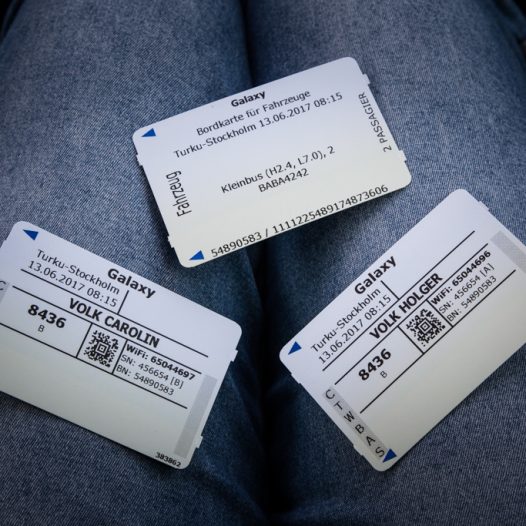 Galaxy
Bordkarte für Fahrzeuge
Turku-Stockholm 13.06.2017 08:15
Fahrzeug
Kleinbus (H2.4, L7.0), 2
BABA4242
2 PASSAGIER
54890583 / 1111225489174873606
Galaxy
Turku-Stockholm
13.06.2017 08:15
VOLK CAROLIN
8436
B
WiFi: 65044697
SN: 456654 [B]
BN: 54890583
383862
C
Galaxy
Turku-Stockholm
13.06.2017 08:15
VOLK HOLGER
8436
B
WiFi: 65044696
SN: 456654 [A]
BN: 54890583
C T W B A S